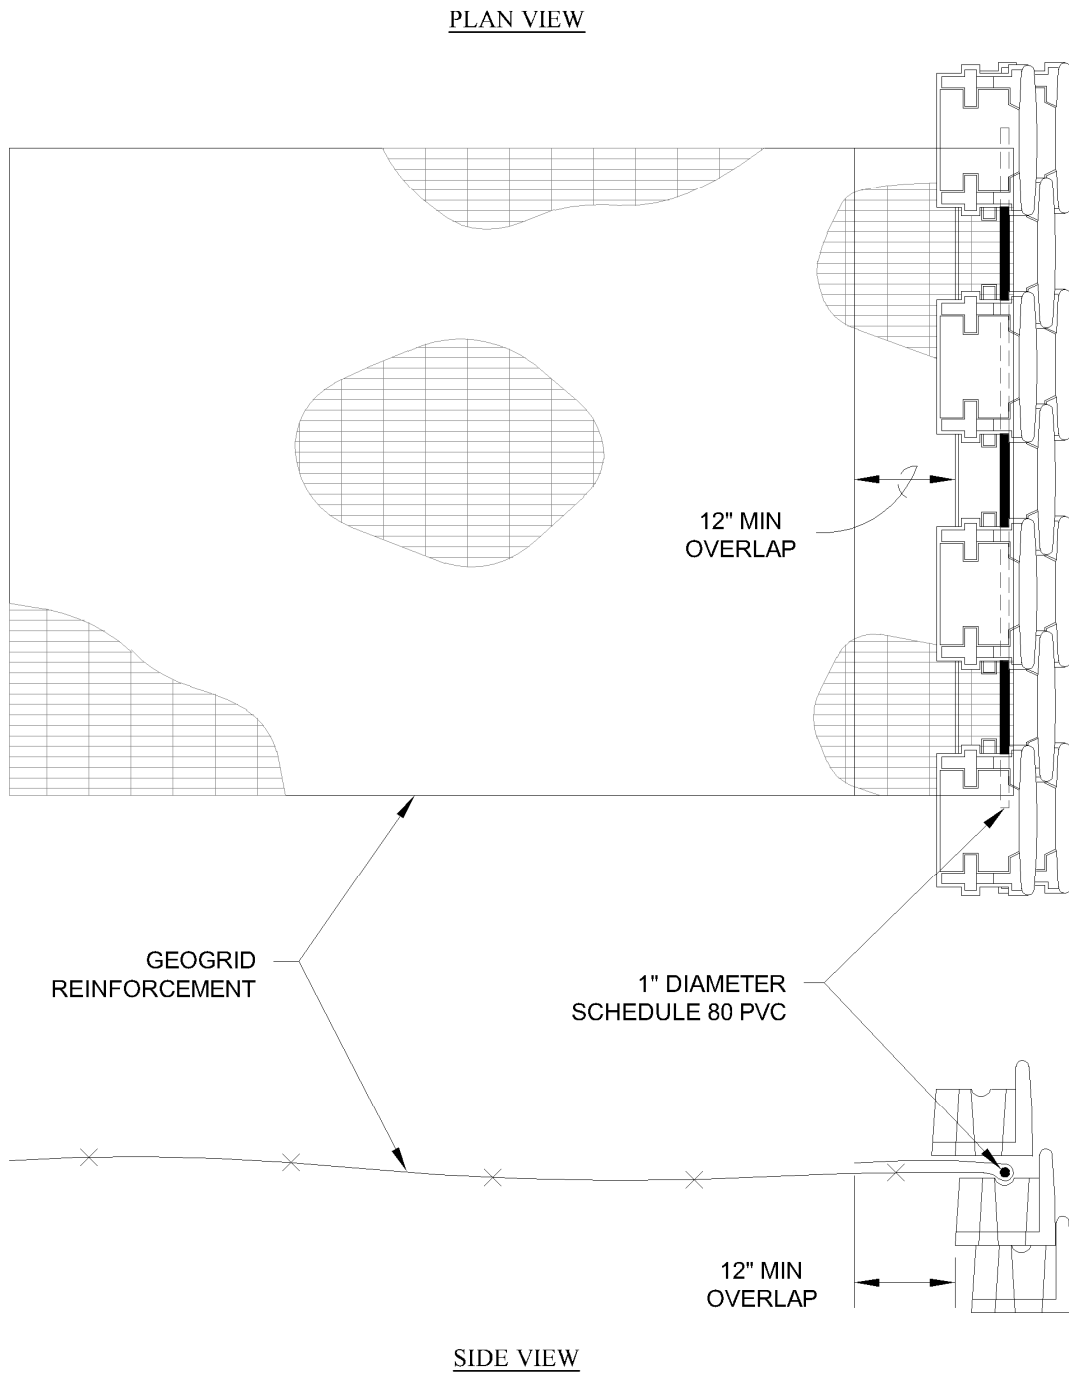 PLAN VIEW
12" MIN
OVERLAP
GEOGRID
REINFORCEMENT
1" DIAMETER
SCHEDULE 80 PVC
12" MIN
OVERLAP
SIDE VIEW